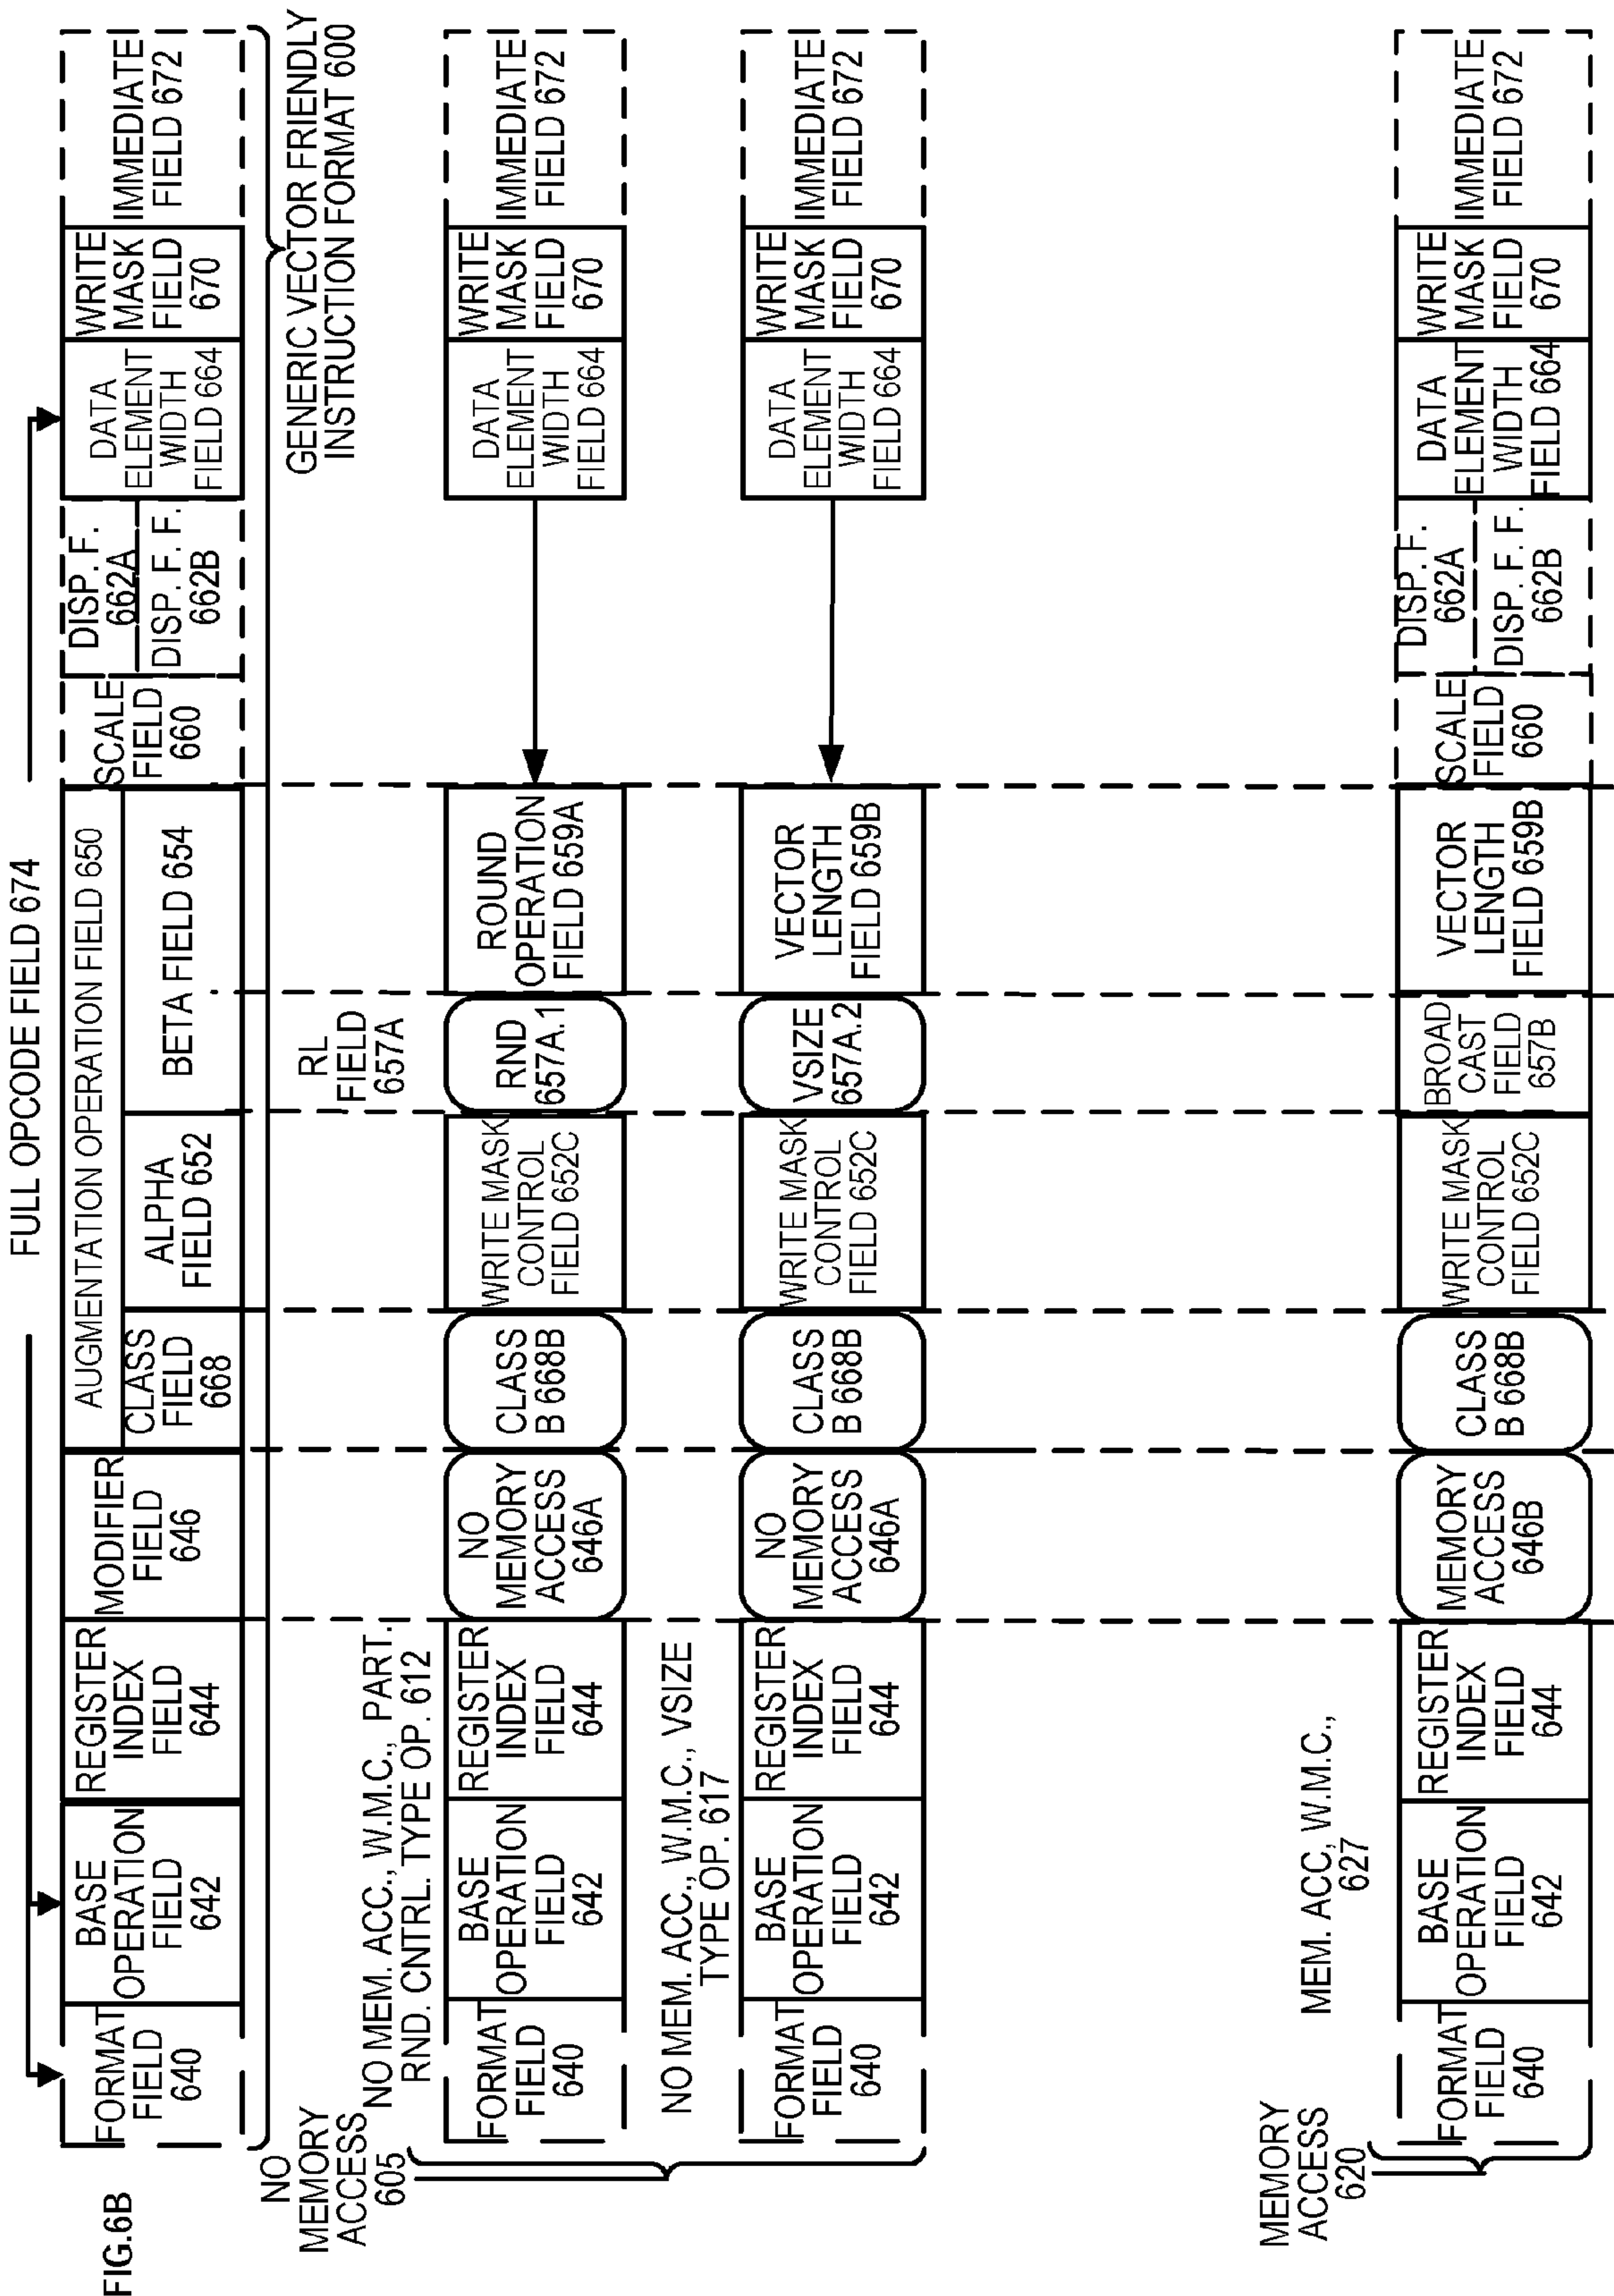 FULL OPCODE FIELD 674
FORMAT
FIELD
640
BASE
OPERATION
FIELD
642
REGISTER
INDEX
FIELD
644
MODIFIER
FIELD
646
AUGMENTATION OPERATION FIELD 650
CLASS
FIELD
668
ALPHA
FIELD 652
BETA FIELD 654
SCALE
FIELD
660
DISP. F.
662A
DISP. F. F.
662B
DATA
ELEMENT
WIDTH
FIELD 664
WRITE
MASK
FIELD
670
IMMEDIATE
FIELD 672
GENERIC VECTOR FRIENDLY
INSTRUCTION FORMAT 600
FIG.6B
NO
MEMORY
ACCESS
605
NO MEM. ACC., W.M.C., PART.
RND. CNTRL. TYPE OP. 612
RL
FIELD
657A
FORMAT
FIELD
640
BASE
OPERATION
FIELD
642
REGISTER
INDEX
FIELD
644
NO
MEMORY
ACCESS
646A
CLASS
B 668B
WRITE MASK
CONTROL
FIELD 652C
RND
657A.1
ROUND
OPERATION
FIELD 659A
DATA
ELEMENT
WIDTH
FIELD 664
WRITE
MASK
FIELD
670
IMMEDIATE
FIELD 672
NO MEM. ACC., W.M.C., VSIZE
TYPE OP. 617
FORMAT
FIELD
640
BASE
OPERATION
FIELD
642
REGISTER
INDEX
FIELD
644
NO
MEMORY
ACCESS
646A
CLASS
B 668B
WRITE MASK
CONTROL
FIELD 652C
VSIZE
657A.2
VECTOR
LENGTH
FIELD 659B
DATA
ELEMENT
WIDTH
FIELD 664
WRITE
MASK
FIELD
670
IMMEDIATE
FIELD 672
MEMORY
ACCESS
620
MEM. ACC, W.M.C.,
627
FORMAT
FIELD
640
BASE
OPERATION
FIELD
642
REGISTER
INDEX
FIELD
644
MEMORY
ACCESS
646B
CLASS
B 668B
WRITE MASK
CONTROL
FIELD 652C
BROAD
CAST
FIELD
657B
VECTOR
LENGTH
FIELD 659B
SCALE
FIELD
660
DISP. F.
662A
DISP. F. F.
662B
DATA
ELEMENT
WIDTH
FIELD 664
WRITE
MASK
FIELD
670
IMMEDIATE
FIELD 672